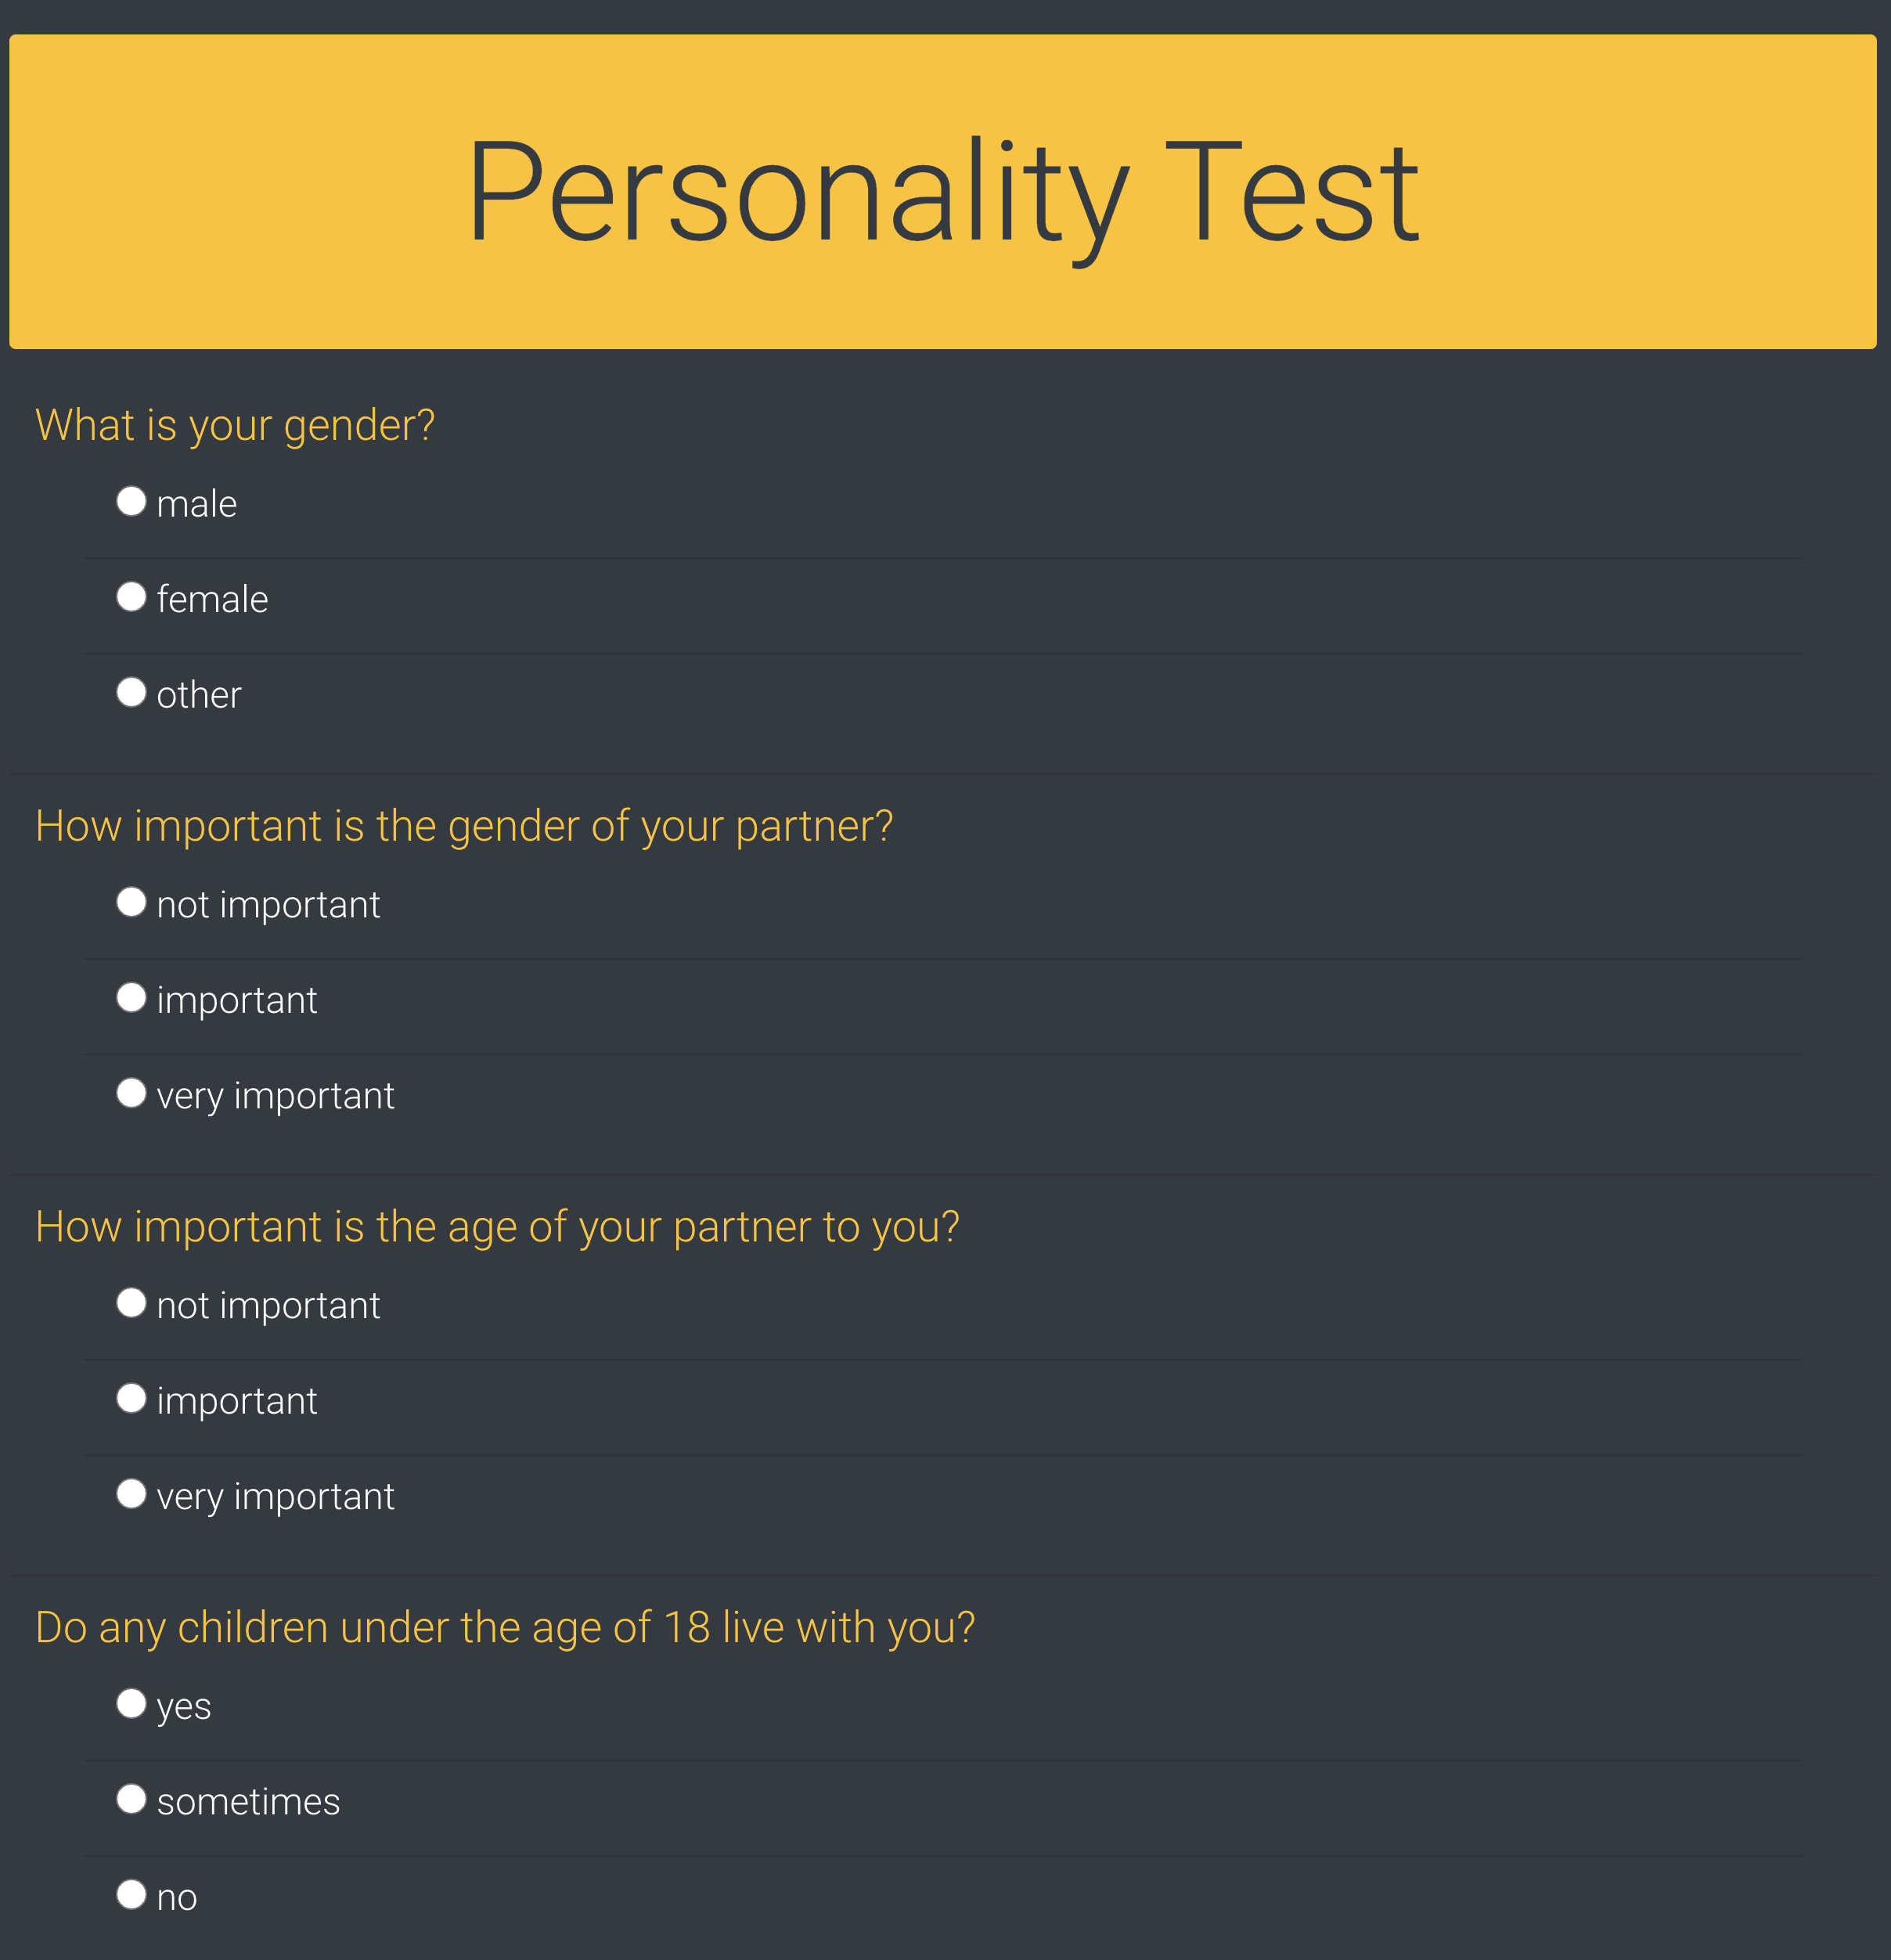 Personality Test
What is your gender?
male
female
other
How important is the gender of your partner?
not important
important
very important
How important is the age of your partner to you?
not important
important
very important
Do any children under the age of 18 live with you?
yes
sometimes
no